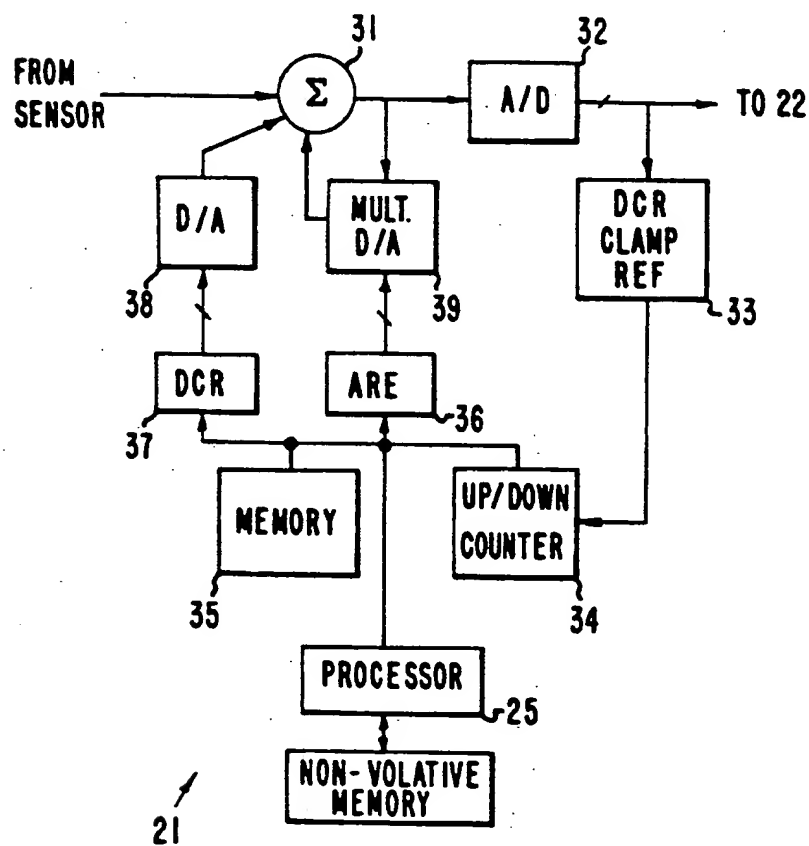 31
32
FROM
SENSOR
Σ
A/D
TO 22
D/A
MULT.
D/A
DCR
CLAMP
REF
38
39
33
DCR
ARE
37
36
MEMORY
UP/DOWN
COUNTER
35
34
PROCESSOR
25
NON-VOLATIVE
MEMORY
21